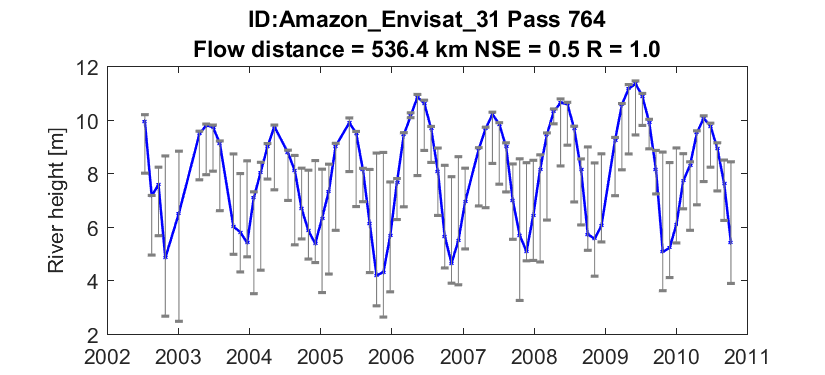 ID:Amazon_Envisat_31 Pass 764
Flow distance = 536.4 km NSE = 0.5 R = 1.0
12
10
8
6
4
2
River height [m]
2002 2003 2004 2005 2006 2007 2008 2009 2010 2011